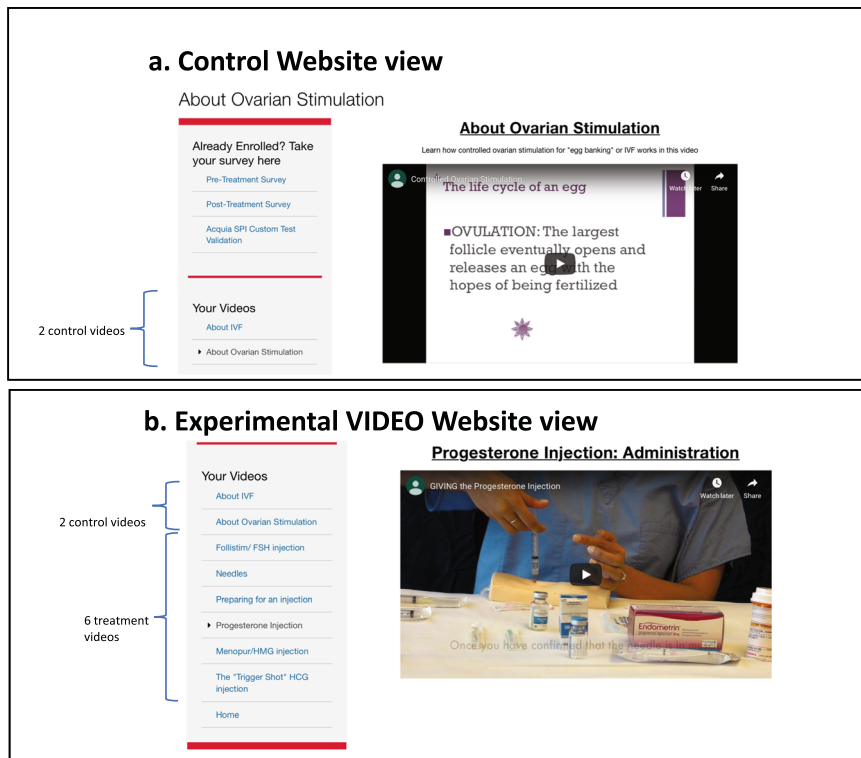 a. Control Website view
About Ovarian Stimulation
Already Enrolled? Take
your survey here
Pre-Treatment Survey
Post-Treatment Survey
Acquia SPI Custom Test
Validation
Your Videos
About IVF
About Ovarian Stimulation
2 control videos
About Ovarian Stimulation
Learn how controlled ovarian stimulation for "egg banking" or IVF works in this video
Controlled Ovarian Stimulation
Watch later
Share
The life cycle of an egg
OVULATION: The largest
follicle eventually opens and
releases an egg with the
hopes of being fertilized
b. Experimental VIDEO Website view
Your Videos
About IVF
About Ovarian Stimulation
Follistim/ FSH injection
Needles
Preparing for an injection
Progesterone Injection
Menopur/HMG injection
The "Trigger Shot" HCG
injection
Home
2 control videos
6 treatment
videos
Progesterone Injection: Administration
GIVING the Progesterone Injection
Watch later
Share
Endometrin
Once you have confirmed that the needle is in